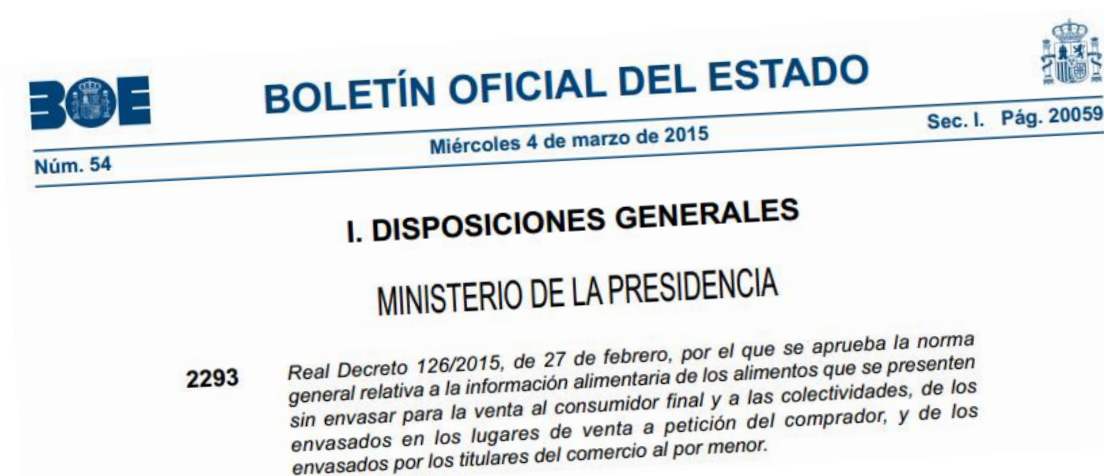 BOE
BOLETÍN OFICIAL DEL ESTADO
Núm. 54
Miércoles 4 de marzo de 2015
Sec. I. Pág. 20059
I. DISPOSICIONES GENERALES
MINISTERIO DE LA PRESIDENCIA
2293
Real Decreto 126/2015, de 27 de febrero, por el que se aprueba la norma
general relativa a la información alimentaria de los alimentos que se presenten
sin envasar para la venta al consumidor final y a las colectividades, de los
envasados en los lugares de venta a petición del comprador, y de los
envasados por los titulares del comercio al por menor.